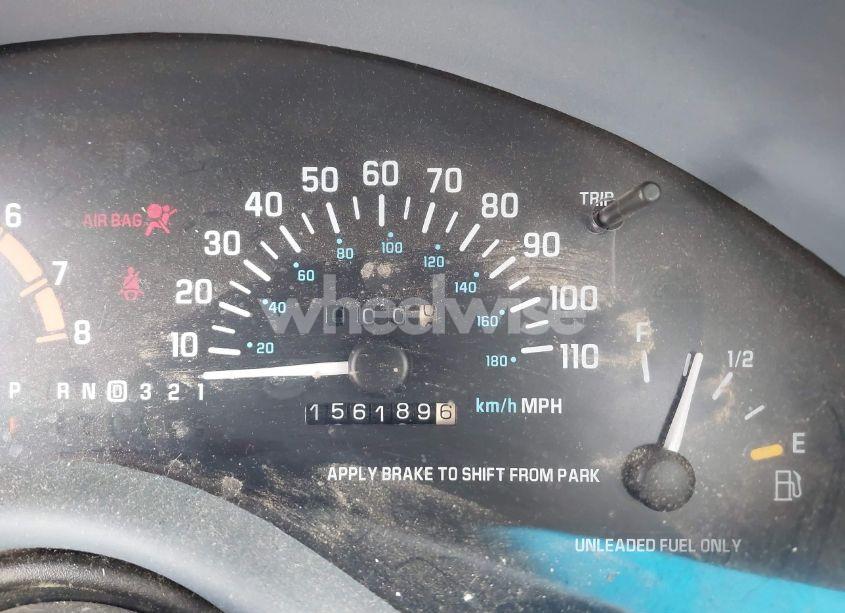 50 60 70
40 80
30 90
20 100
10 110
80 100 120
60 140
40 160
20 180
AIR BAG
6
7
8
TRIP
F
1/2
E
wheelwise
P R N D 3 2 1
1561896
km/h MPH
APPLY BRAKE TO SHIFT FROM PARK
UNLEADED FUEL ONLY